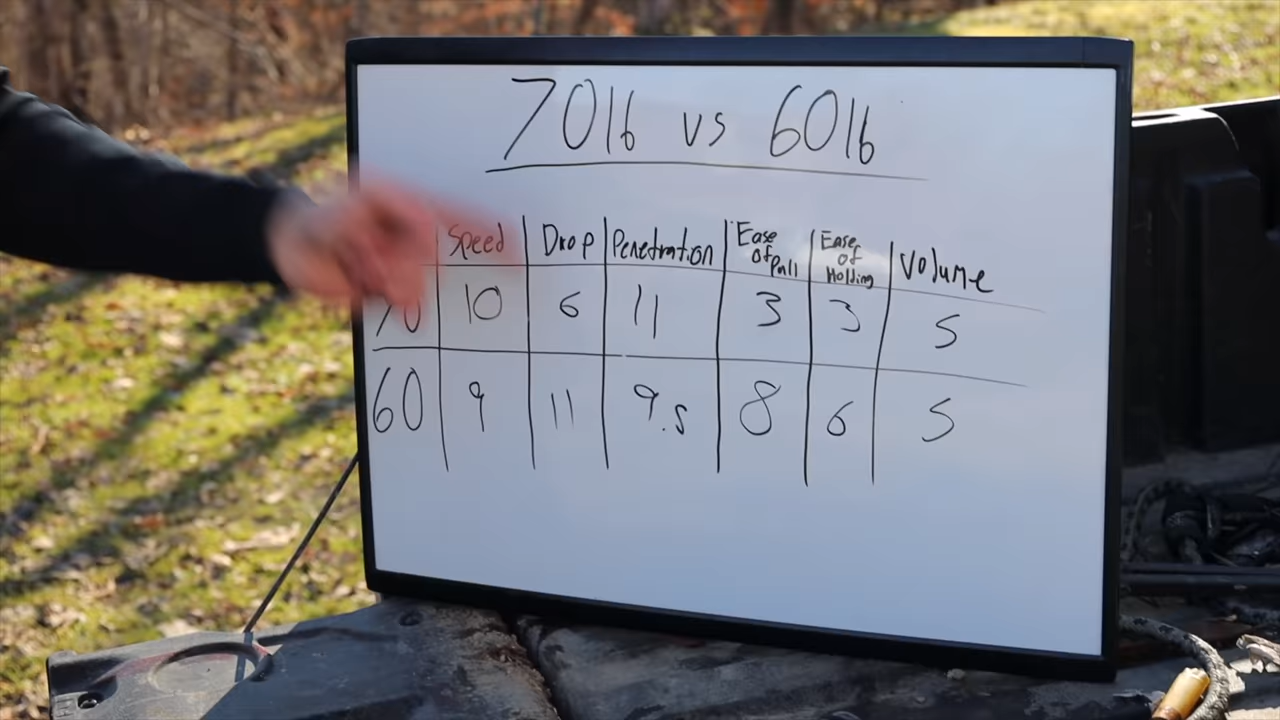 70lb vs 60lb
Speed Drop Penetration Ease of Pull Ease of Holding Volume
70 10 6 11 3 3 5
60 9 11 9.5 8 6 5